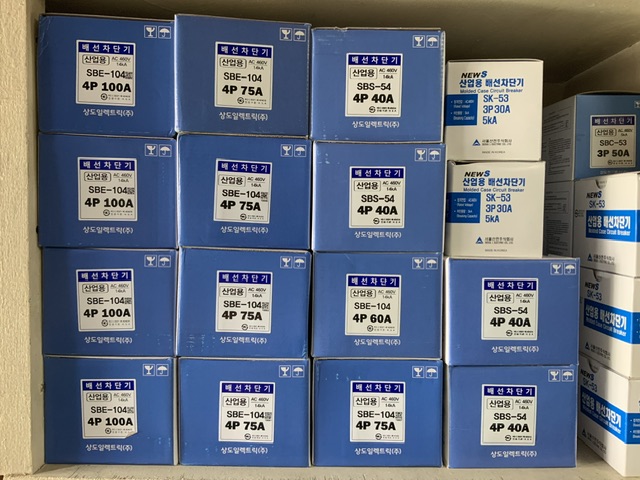 배선차단기
산업용
AC 460V
14kA
SBE-104
4P 100A
상도일렉트릭(주)
배선차단기
산업용
AC 460V
14kA
SBE-104
4P 75A
상도일렉트릭(주)
배선차단기
산업용
AC 460V
14kA
SBS-54
4P 40A
상도일렉트릭(주)
NEWS
산업용 배선차단기
Molded Case Circuit Breaker
SK-53
3P 30A
5kA
배선차단기
산업용
SBC-53
3P 50A
배선차단기
산업용
AC 460V
14kA
SBE-104
4P 100A
상도일렉트릭(주)
배선차단기
산업용
AC 460V
14kA
SBE-104
4P 75A
상도일렉트릭(주)
배선차단기
산업용
AC 460V
14kA
SBS-54
4P 40A
상도일렉트릭(주)
NEWS
산업용 배선차단기
Molded Case Circuit Breaker
SK-53
3P 30A
5kA
NEWS
SK-53
산업용 배선차단기
Molded Case Circuit Breaker
배선차단기
산업용
AC 460V
14kA
SBE-104
4P 100A
상도일렉트릭(주)
배선차단기
산업용
AC 460V
14kA
SBE-104
4P 75A
상도일렉트릭(주)
배선차단기
산업용
AC 460V
14kA
SBE-104
4P 60A
상도일렉트릭(주)
배선차단기
산업용
AC 460V
14kA
SBS-54
4P 40A
상도일렉트릭(주)
NEWS
SK-53
산업용 배선차단기
Molded Case Circuit Breaker
배선차단기
산업용
AC 460V
14kA
SBE-104
4P 100A
상도일렉트릭(주)
배선차단기
산업용
AC 460V
14kA
SBE-104
4P 75A
상도일렉트릭(주)
배선차단기
산업용
AC 460V
14kA
SBE-104
4P 75A
상도일렉트릭(주)
배선차단기
산업용
AC 460V
14kA
SBS-54
4P 40A
상도일렉트릭(주)
NEWS
SK-53
산업용 배선차단기
Molded Case Circuit Breaker